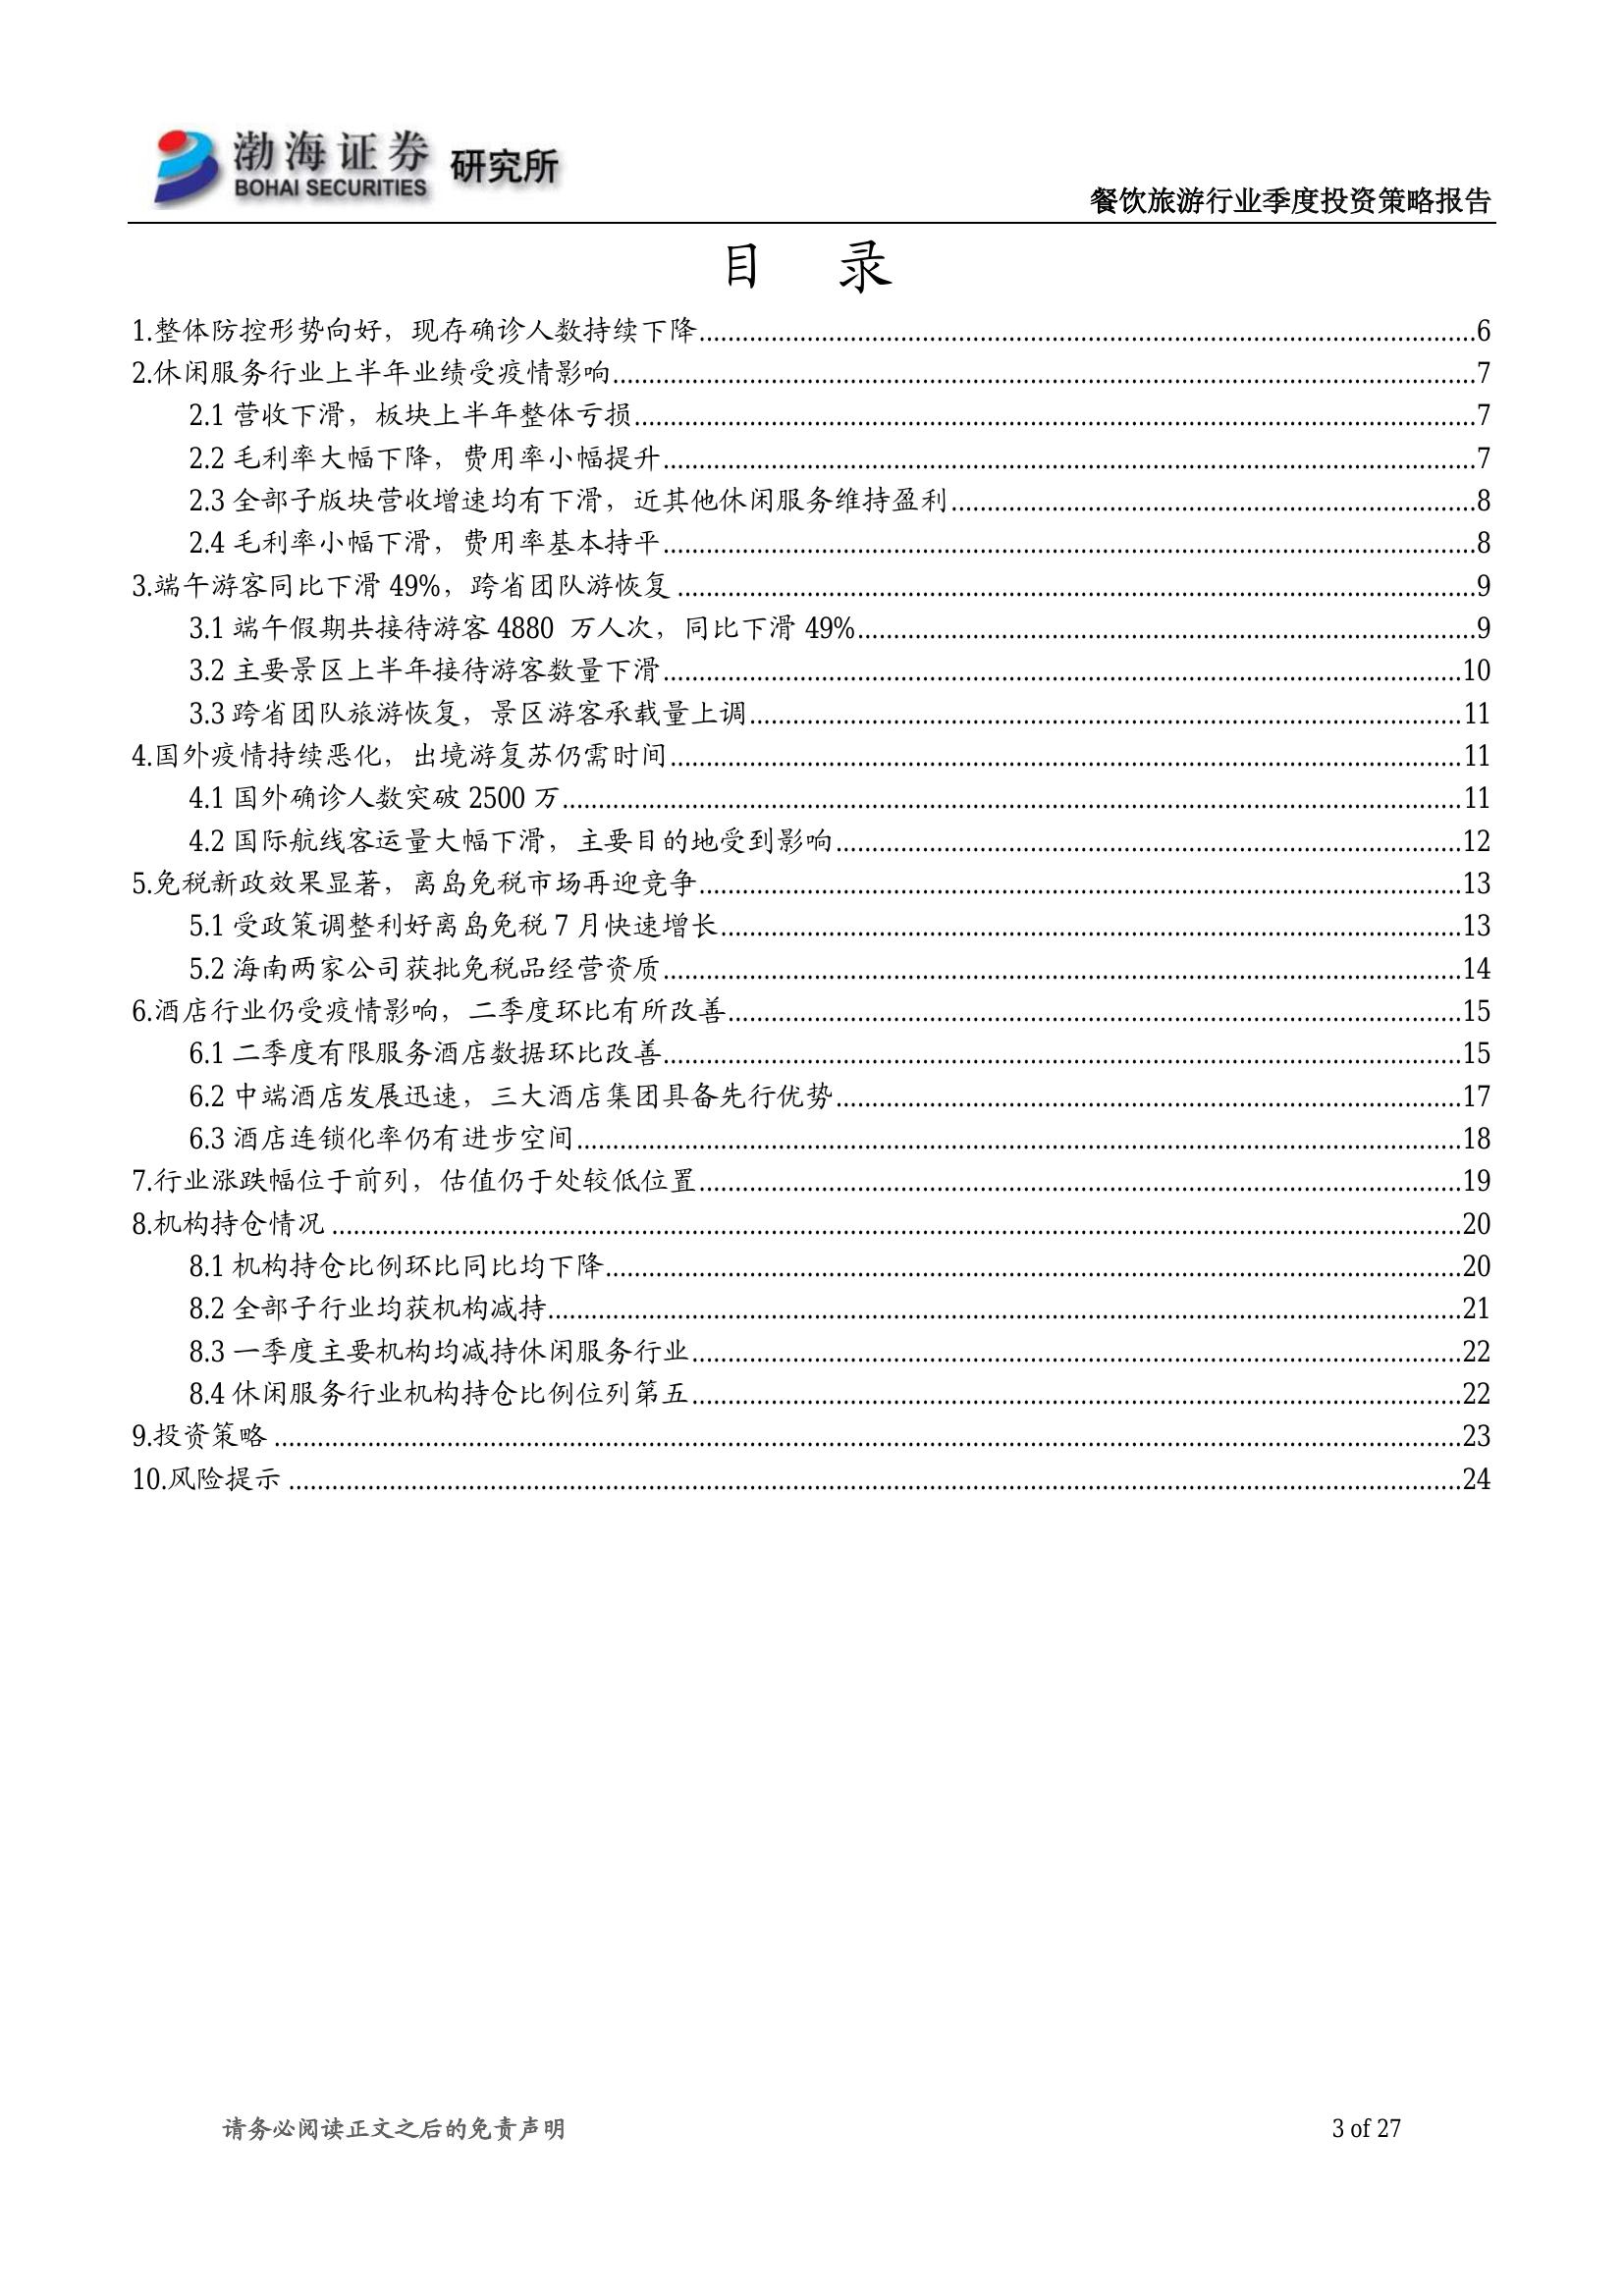 渤海证券 研究所
BOHAI SECURITIES
餐饮旅游行业季度投资策略报告
目 录
1.整体防控形势向好，现存确诊人数持续下降....................6
2.休闲服务行业上半年业绩受疫情影响....................7
2.1 营收下滑，板块上半年整体亏损....................7
2.2 毛利率大幅下降，费用率小幅提升....................7
2.3 全部子版块营收增速均有下滑，近其他休闲服务维持盈利....................8
2.4 毛利率小幅下滑，费用率基本持平....................8
3.端午游客同比下滑 49%，跨省团队游恢复....................9
3.1 端午假期共接待游客 4880 万人次，同比下滑 49%....................9
3.2 主要景区上半年接待游客数量下滑....................10
3.3 跨省团队旅游恢复，景区游客承载量上调....................11
4.国外疫情持续恶化，出境游复苏仍需时间....................11
4.1 国外确诊人数突破 2500 万....................11
4.2 国际航线客运量大幅下滑，主要目的地受到影响....................12
5.免税新政效果显著，离岛免税市场再迎竞争....................13
5.1 受政策调整利好离岛免税 7 月快速增长....................13
5.2 海南两家公司获批免税品经营资质....................14
6.酒店行业仍受疫情影响，二季度环比有所改善....................15
6.1 二季度有限服务酒店数据环比改善....................15
6.2 中端酒店发展迅速，三大酒店集团具备先行优势....................17
6.3 酒店连锁化率仍有进步空间....................18
7.行业涨跌幅位于前列，估值仍于处较低位置....................19
8.机构持仓情况....................20
8.1 机构持仓比例环比同比均下降....................20
8.2 全部子行业均获机构减持....................21
8.3 一季度主要机构均减持休闲服务行业....................22
8.4 休闲服务行业机构持仓比例位列第五....................22
9.投资策略....................23
10.风险提示....................24
请务必阅读正文之后的免责声明
3 of 27